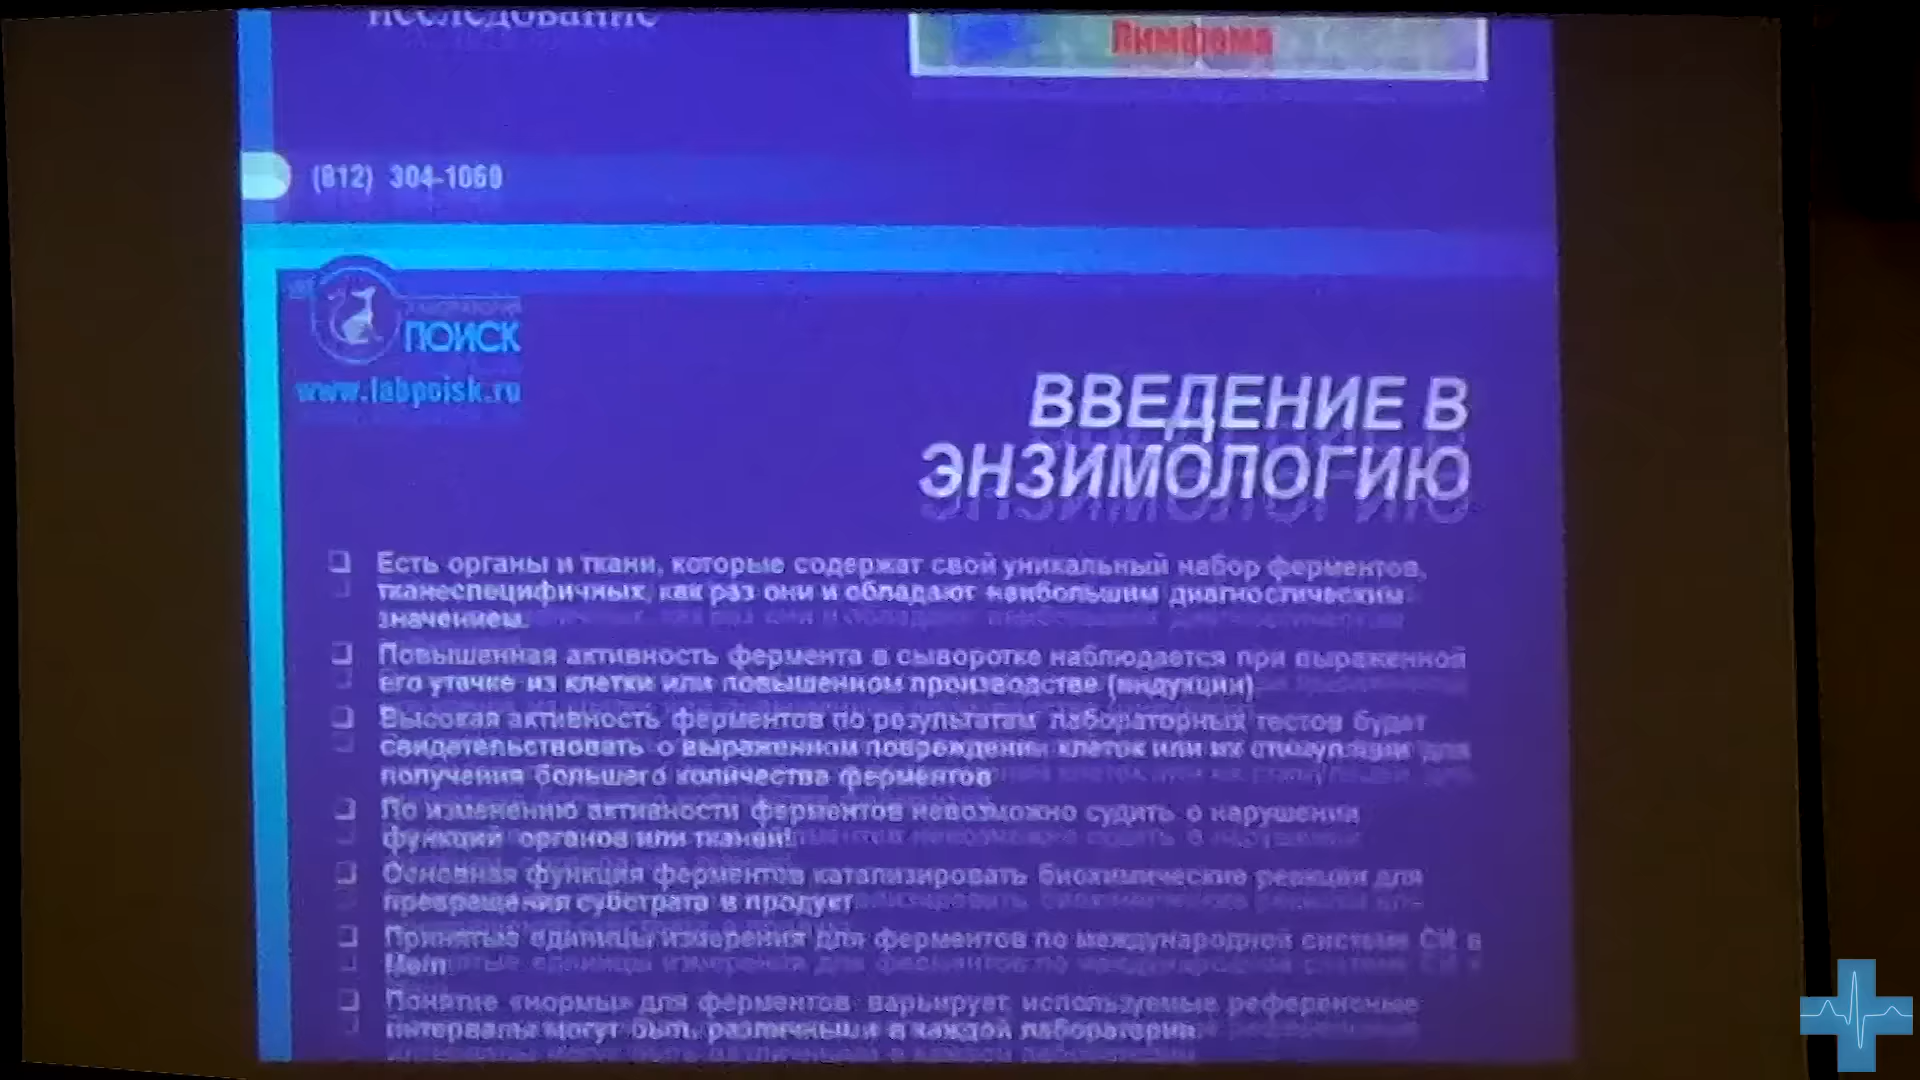 исследование
Лимфома
(812) 304-1069
ПОИСК
www.labpoisk.ru
ВВЕДЕНИЕ В
ЭНЗИМОЛОГИЮ
Есть органы и ткани, которые содержат свой уникальный набор ферментов,
тканеспецифичных, как раз они и обладают наибольшим диагностическим
значением.
Повышенная активность фермента в сыворотке наблюдается при выраженной
его утечке из клетки или повышенном производстве (индукции)
Высокая активность ферментов по результатам лабораторных тестов будет
свидетельствовать о выраженном повреждении клеток или их стимуляции для
получения большего количества ферментов
По изменению активности ферментов невозможно судить о нарушении
функций органов или ткани!
Основная функция ферментов катализировать биохимические реакции для
превращения субстрата в продукт
Принятые единицы измерения для ферментов по международной системе СИ в
Понятие «нормы» для ферментов варьирует, используемые референсные
интервалы могут быть различными в каждой лаборатории.